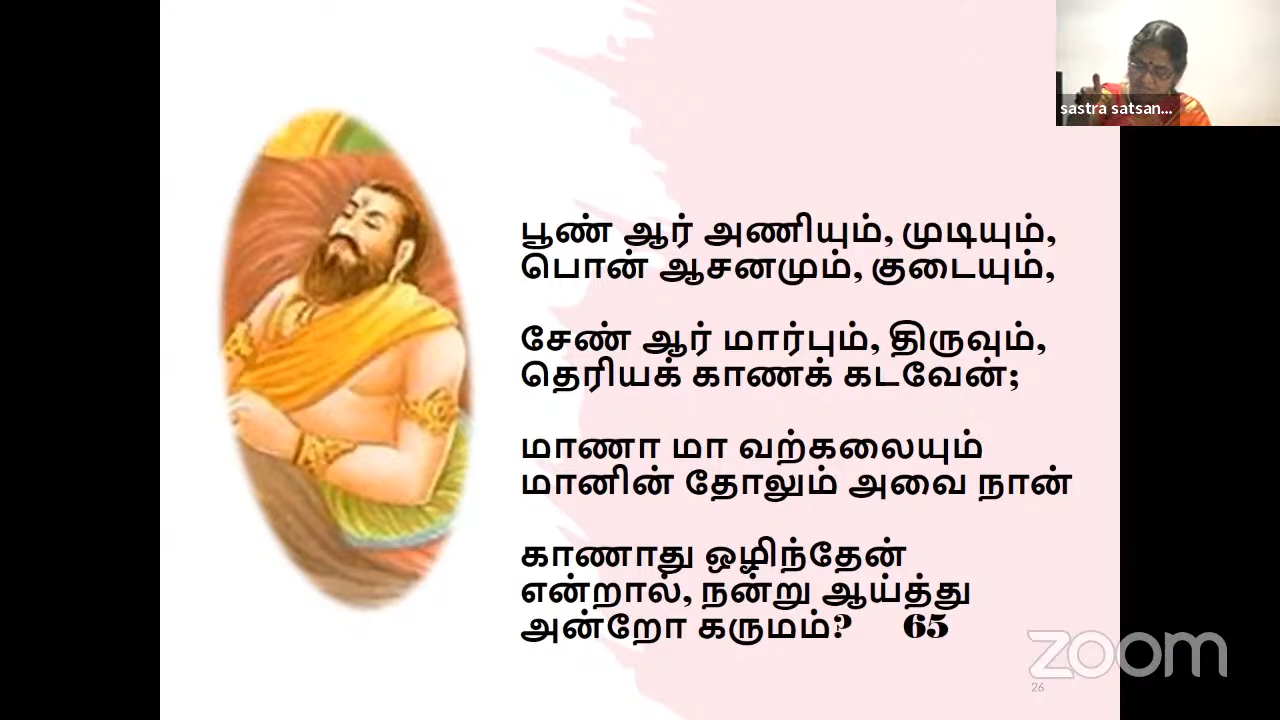 sastra satsan...
பூண் ஆர் அணியும், முடியும்,
பொன் ஆசனமும், குடையும்,
சேண் ஆர் மார்பும், திருவும்,
தெரியக் காணக் கடவேன்;
மாணா மா வற்கலையும்
மானின் தோலும் அவை நான்
காணாது ஒழிந்தேன்
என்றால், நன்று ஆய்த்து
அன்றோ கருமம்? 65
zoom
26